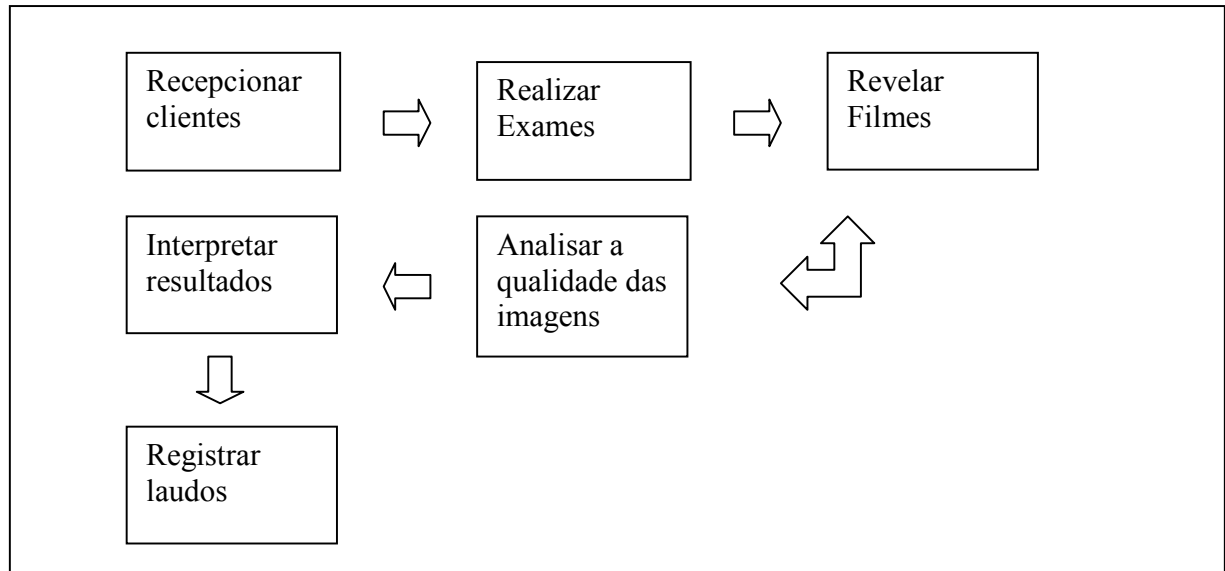 Recepcionar
clientes
Realizar
Exames
Revelar
Filmes
Analisar a
qualidade das
imagens
Interpretar
resultados
Registrar
laudos